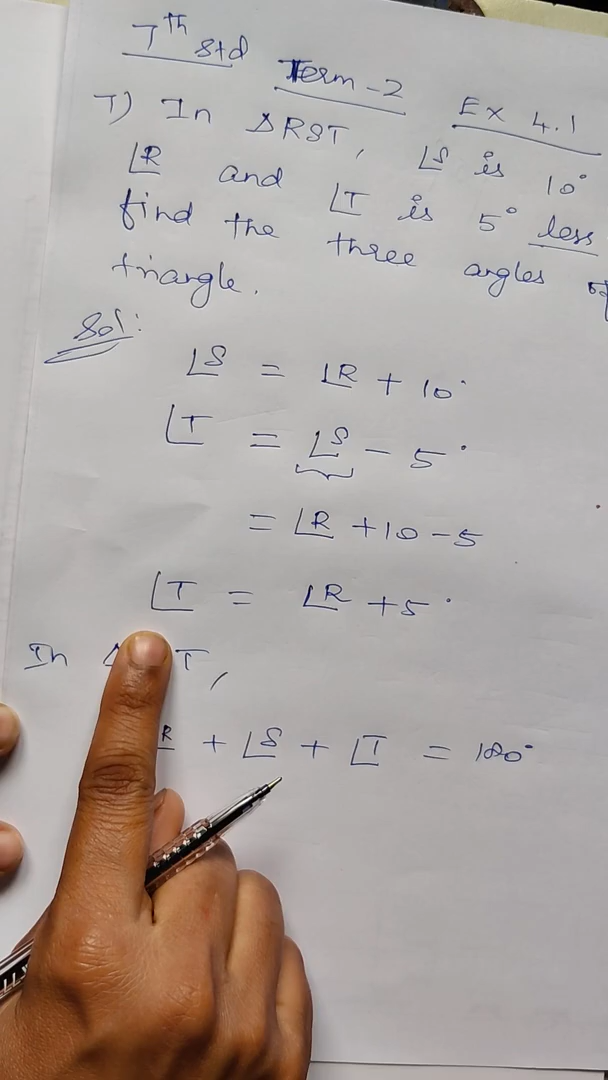 7th Std Term-2 Ex 4.1
7) In ΔRST, ∠S is 10°
∠R and ∠T is 5° less
find the three angles of
triangle.
Sol:
∠S = ∠R + 10°
∠T = ∠S - 5°
= ∠R + 10 - 5
∠T = ∠R + 5°
In T,
R + ∠S + ∠T = 180°